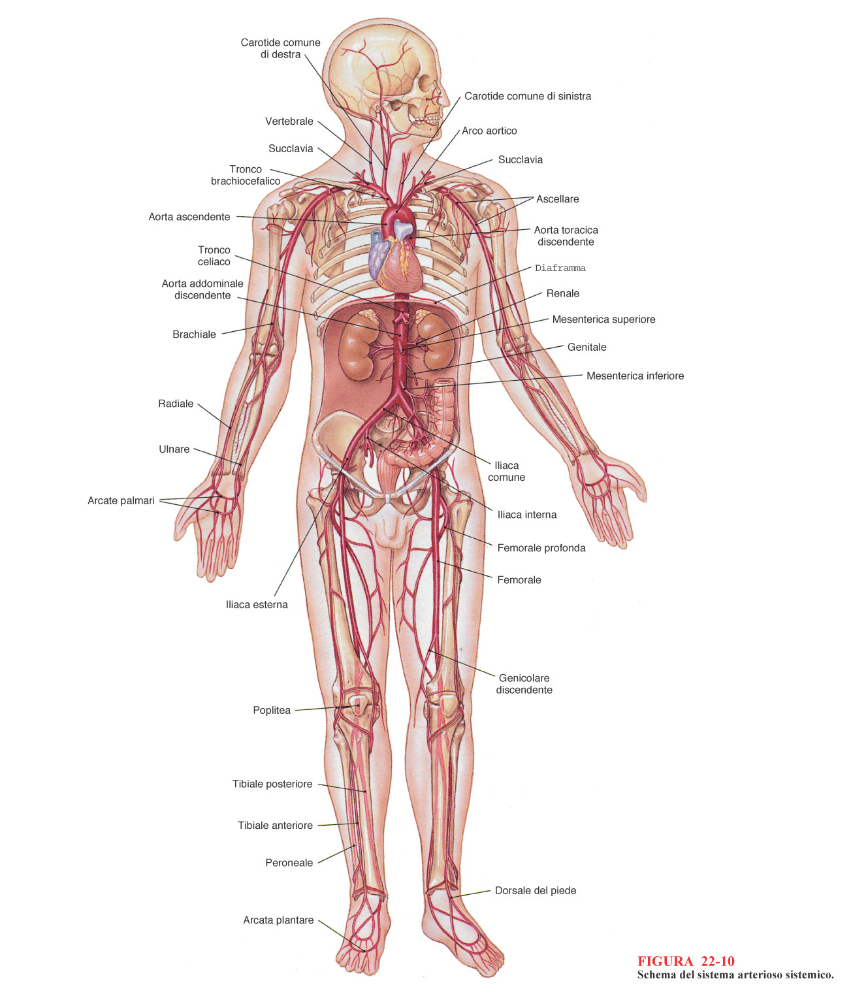 Carotide comune
di destra
Carotide comune di sinistra
Vertebrale
Arco aortico
Succlavia
Succlavia
Tronco
brachiocefalico
Ascellare
Aorta ascendente
Aorta toracica
discendente
Tronco
celiaco
Diaframma
Aorta addominale
discendente
Renale
Mesenterica superiore
Brachiale
Genitale
Mesenterica inferiore
Radiale
Ulnare
Iliaca
comune
Arcate palmari
Iliaca interna
Femorale profonda
Femorale
Iliaca esterna
Genicolare
discendente
Poplitea
Tibiale posteriore
Tibiale anteriore
Peroneale
Dorsale del piede
Arcata plantare
FIGURA 22-10
Schema del sistema arterioso sistemico.